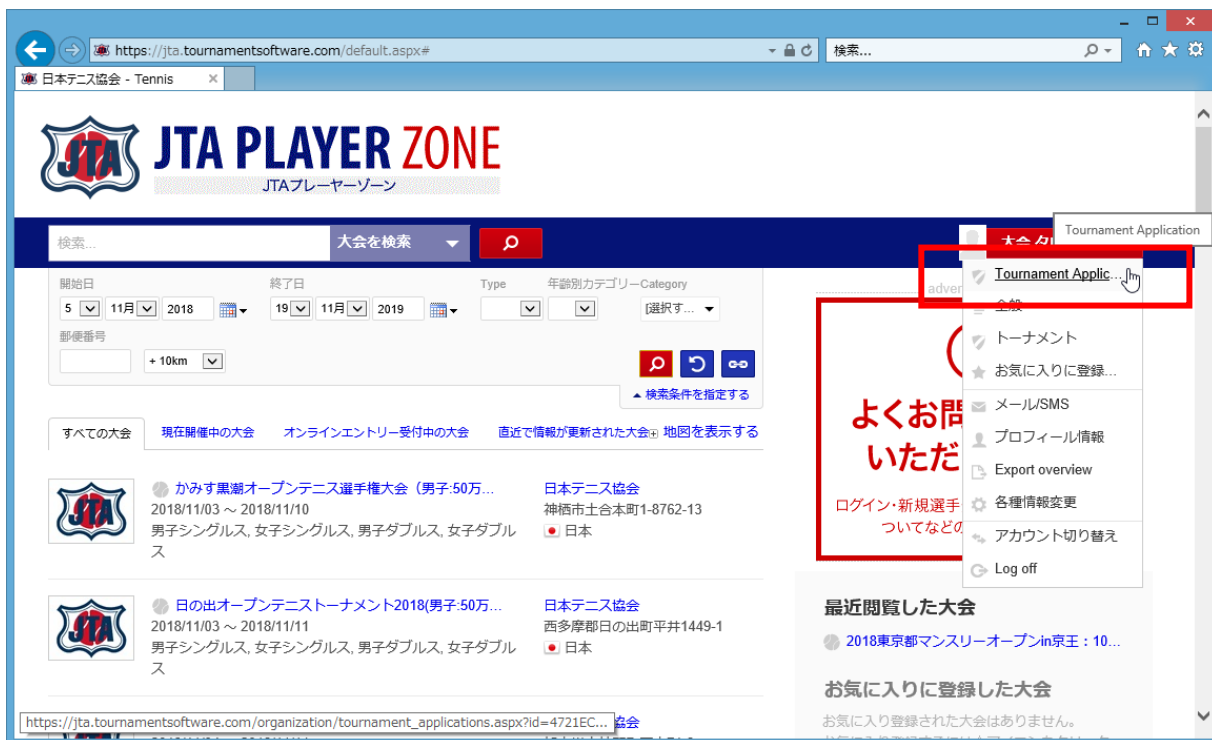 https://jta.tournamentsoftware.com/default.aspx#
検索...
日本テニス協会 - Tennis
JTA
JTA PLAYER ZONE
JTAプレーヤーゾーン
検索...
大会を検索
Tournament Application
開始日
終了日
Type
年齢別カテゴリー
Category
5 11月 2018
19 11月 2019
[選択す...
郵便番号
+ 10km
検索条件を指定する
すべての大会
現在開催中の大会
オンラインエントリー受付中の大会
直近で情報が更新された大会
地図を表示する
JTA
かみす黒潮オープンテニス選手権大会（男子:50万...
2018/11/03 ～ 2018/11/10
男子シングルス, 女子シングルス, 男子ダブルス, 女子ダブル
ス
日本テニス協会
神栖市土合本町1-8762-13
日本
JTA
日の出オープンテニストーナメント2018(男子:50万...
2018/11/03 ～ 2018/11/11
男子シングルス, 女子シングルス, 男子ダブルス, 女子ダブル
ス
日本テニス協会
西多摩郡日の出町平井1449-1
日本
https://jta.tournamentsoftware.com/organization/tournament_applications.aspx?id=4721EC...
協会
Tournament Applic...
全般
トーナメント
お気に入りに登録...
メール/SMS
プロフィール情報
Export overview
各種情報変更
アカウント切り替え
Log off
adver
よくお問
いただ
ログイン・新規選手
ついてなどの
最近閲覧した大会
2018東京都マンスリーオープンin京王：10...
お気に入りに登録した大会
お気に入り登録された大会はありません。